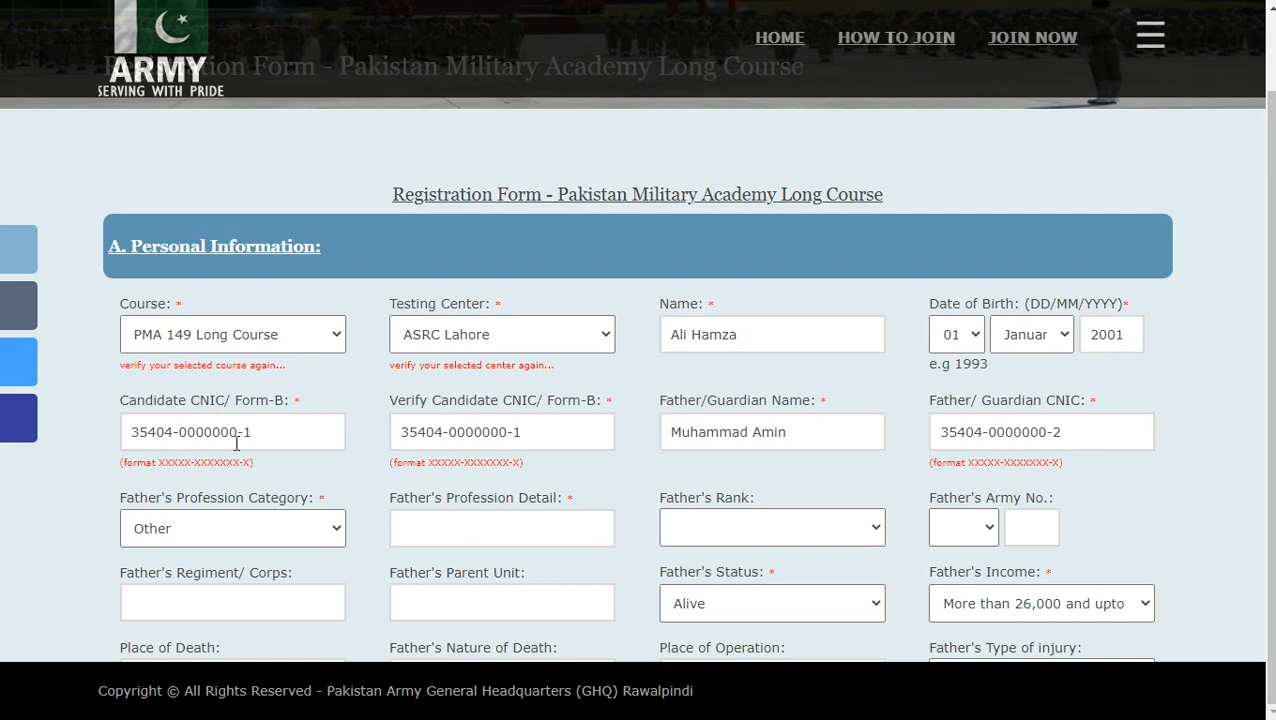 ARMY
SERVING WITH PRIDE
HOME HOW TO JOIN JOIN NOW
Registration Form - Pakistan Military Academy Long Course
Registration Form - Pakistan Military Academy Long Course
A. Personal Information:
Course: * Testing Center: * Name: * Date of Birth: (DD/MM/YYYY)*
PMA 149 Long Course ASRC Lahore Ali Hamza 01 Januar 2001
verify your selected course again... verify your selected center again... e.g 1993
Candidate CNIC/ Form-B: * Verify Candidate CNIC/ Form-B: * Father/Guardian Name: * Father/ Guardian CNIC: *
35404-0000000-1 35404-0000000-1 Muhammad Amin 35404-0000000-2
(format XXXXX-XXXXXXX-X) (format XXXXX-XXXXXXX-X) (format XXXXX-XXXXXXX-X)
Father's Profession Category: * Father's Profession Detail: * Father's Rank: Father's Army No.:
Other
Father's Regiment/ Corps: Father's Parent Unit: Father's Status: * Father's Income: *
Alive More than 26,000 and upto
Place of Death: Father's Nature of Death: Place of Operation: Father's Type of injury:
Copyright © All Rights Reserved - Pakistan Army General Headquarters (GHQ) Rawalpindi